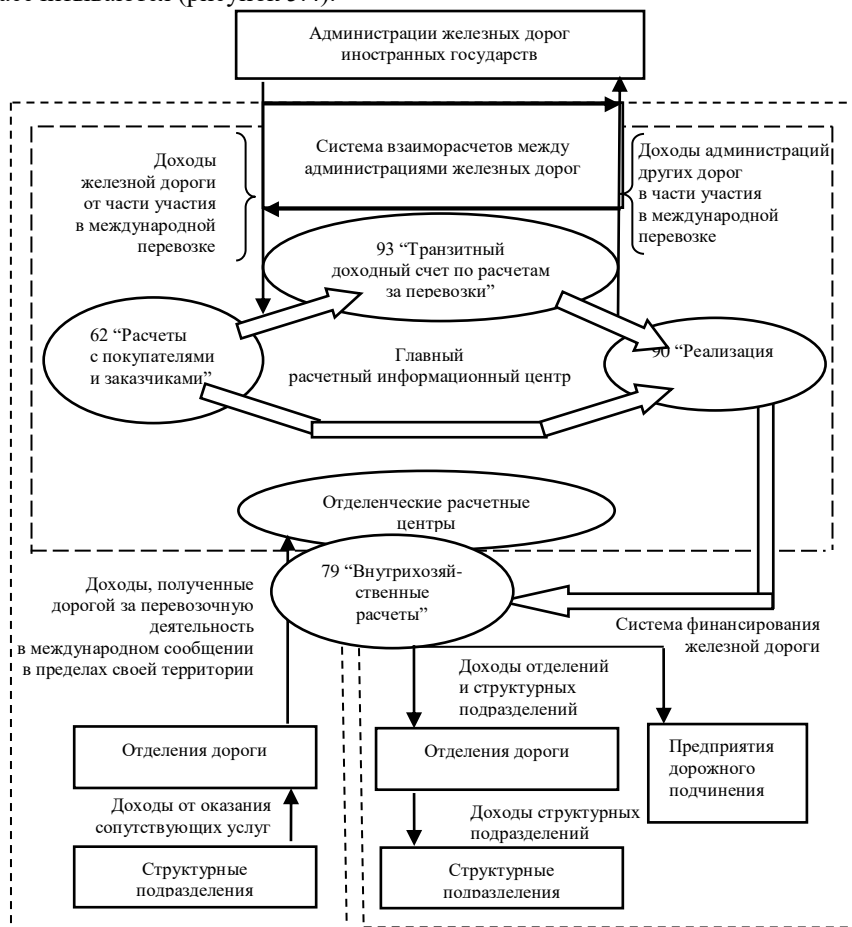 (рисунок 3.4).
Администрации железных дорог
иностранных государств
Система взаиморасчетов между
администрациями железных дорог
Доходы
железной дороги
от части участия
в международной
перевозке
Доходы администраций
других дорог
в части участия
в международной
перевозке
93 “Транзитный
доходный счет по расчетам
за перевозки”
62 “Расчеты
с покупателями
и заказчиками”
Главный
расчетный информационный центр
90 “Реализация
Отделенческие расчетные
центры
79 “Внутрихозяй-
ственные
расчеты”
Доходы, полученные
дорогой за перевозочную
деятельность
в международном сообщении
в пределах своей территории
Система финансирования
железной дороги
Доходы отделений
и структурных
подразделений
Отделения дороги
Отделения дороги
Предприятия
дорожного
подчинения
Доходы от оказания
сопутствующих услуг
Доходы структурных
подразделений
Структурные
подразделения
Структурные
подразделения